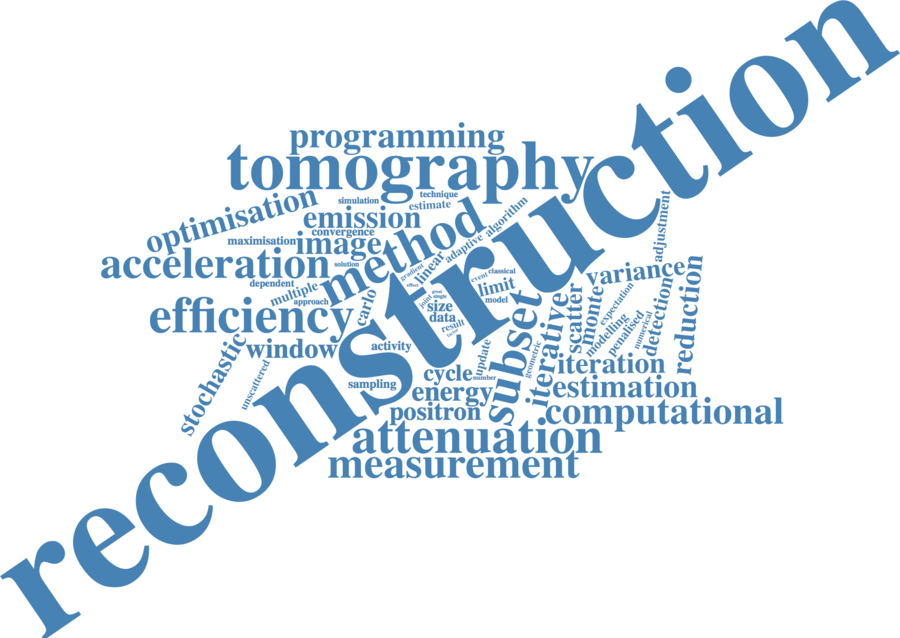 reconstruction
programming
tomography
technique
simulation
estimate
optimisation
emission
convergence
method
algorithm
adaptive
adjustment
maximisation
image
acceleration
solution
gradient
linear
effect
event
classical
dependent
multiple
approach
limit
model
variance
carlo
joint
great
single
size
data
result
factor
efficiency
subset
iterative
scatter
monte
expectation
modelling
penalised
numerical
detection
reduction
stochastic
window
activity
update
geometric
unscattered
sampling
cycle
number
iteration
energy
estimation
positron
computational
attenuation
measurement